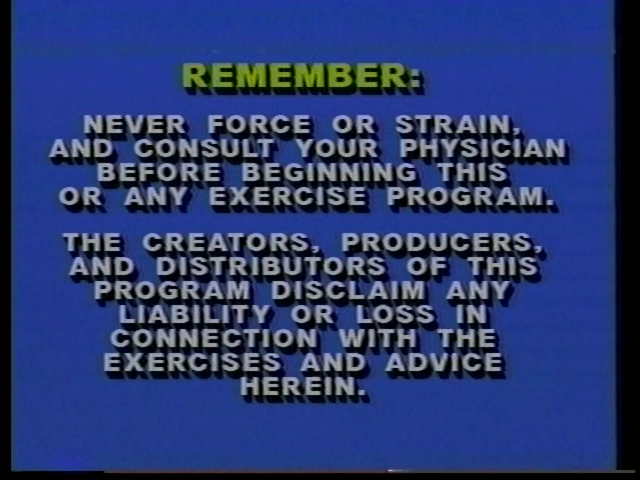 REMEMBER:
NEVER FORCE OR STRAIN,
AND CONSULT YOUR PHYSICIAN
BEFORE BEGINNING THIS
OR ANY EXERCISE PROGRAM.
THE CREATORS, PRODUCERS,
AND DISTRIBUTORS OF THIS
PROGRAM DISCLAIM ANY
LIABILITY OR LOSS IN
CONNECTION WITH THE
EXERCISES AND ADVICE
HEREIN.